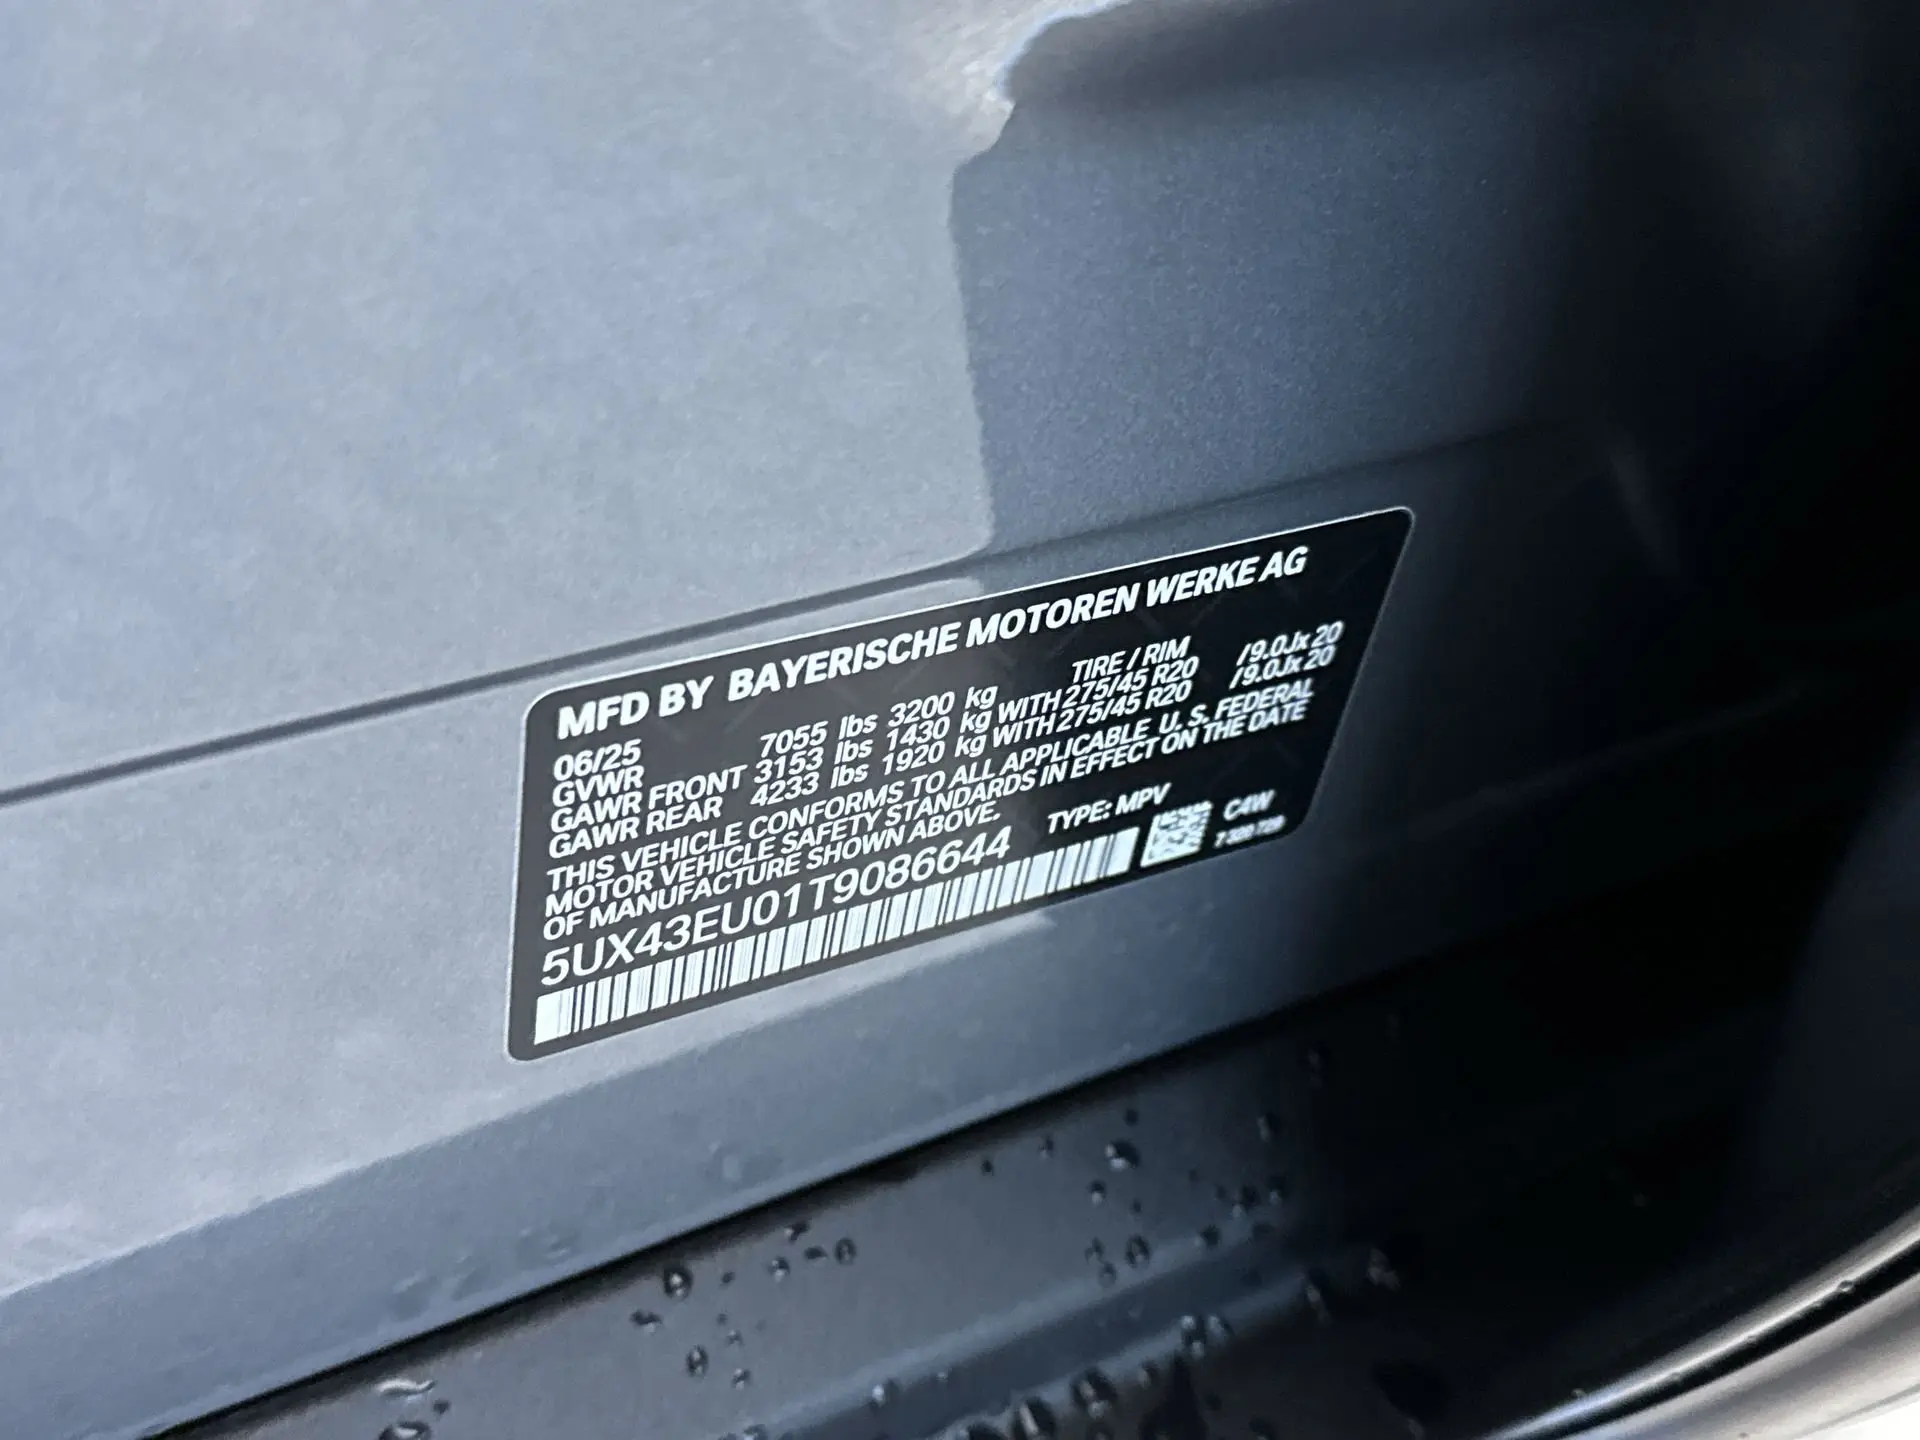 MFD BY BAYERISCHE MOTOREN WERKE AG
06/25 TIRE / RIM
GVWR 7055 lbs 3200 kg
GAWR FRONT 3153 lbs 1430 kg WITH 275/45 R20 /9.0Jx20
GAWR REAR 4233 lbs 1920 kg WITH 275/45 R20 /9.0Jx20
THIS VEHICLE CONFORMS TO ALL APPLICABLE U.S. FEDERAL
MOTOR VEHICLE SAFETY STANDARDS IN EFFECT ON THE DATE
OF MANUFACTURE SHOWN ABOVE.
5UX43EU01T9086644 TYPE: MPV
C4W